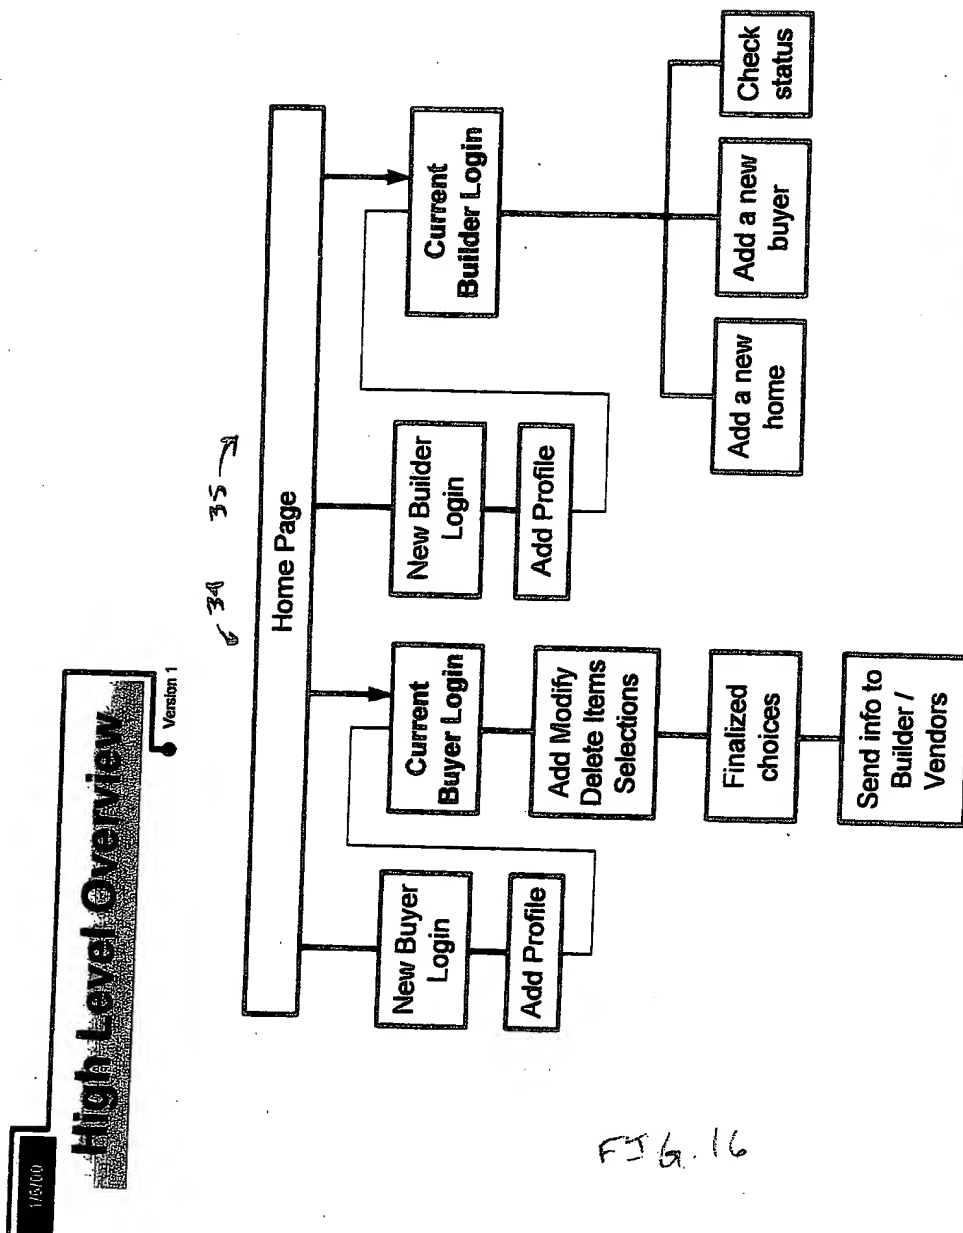 1/6/00
High Level Overview
Version 1
34
35
Home Page
New Buyer
Login
Add Profile
Current
Buyer Login
Add Modify
Delete Items
Selections
Finalized
choices
Send info to
Builder /
Vendors
New Builder
Login
Add Profile
Current
Builder Login
Add a new
home
Add a new
buyer
Check
status
FIG. 16